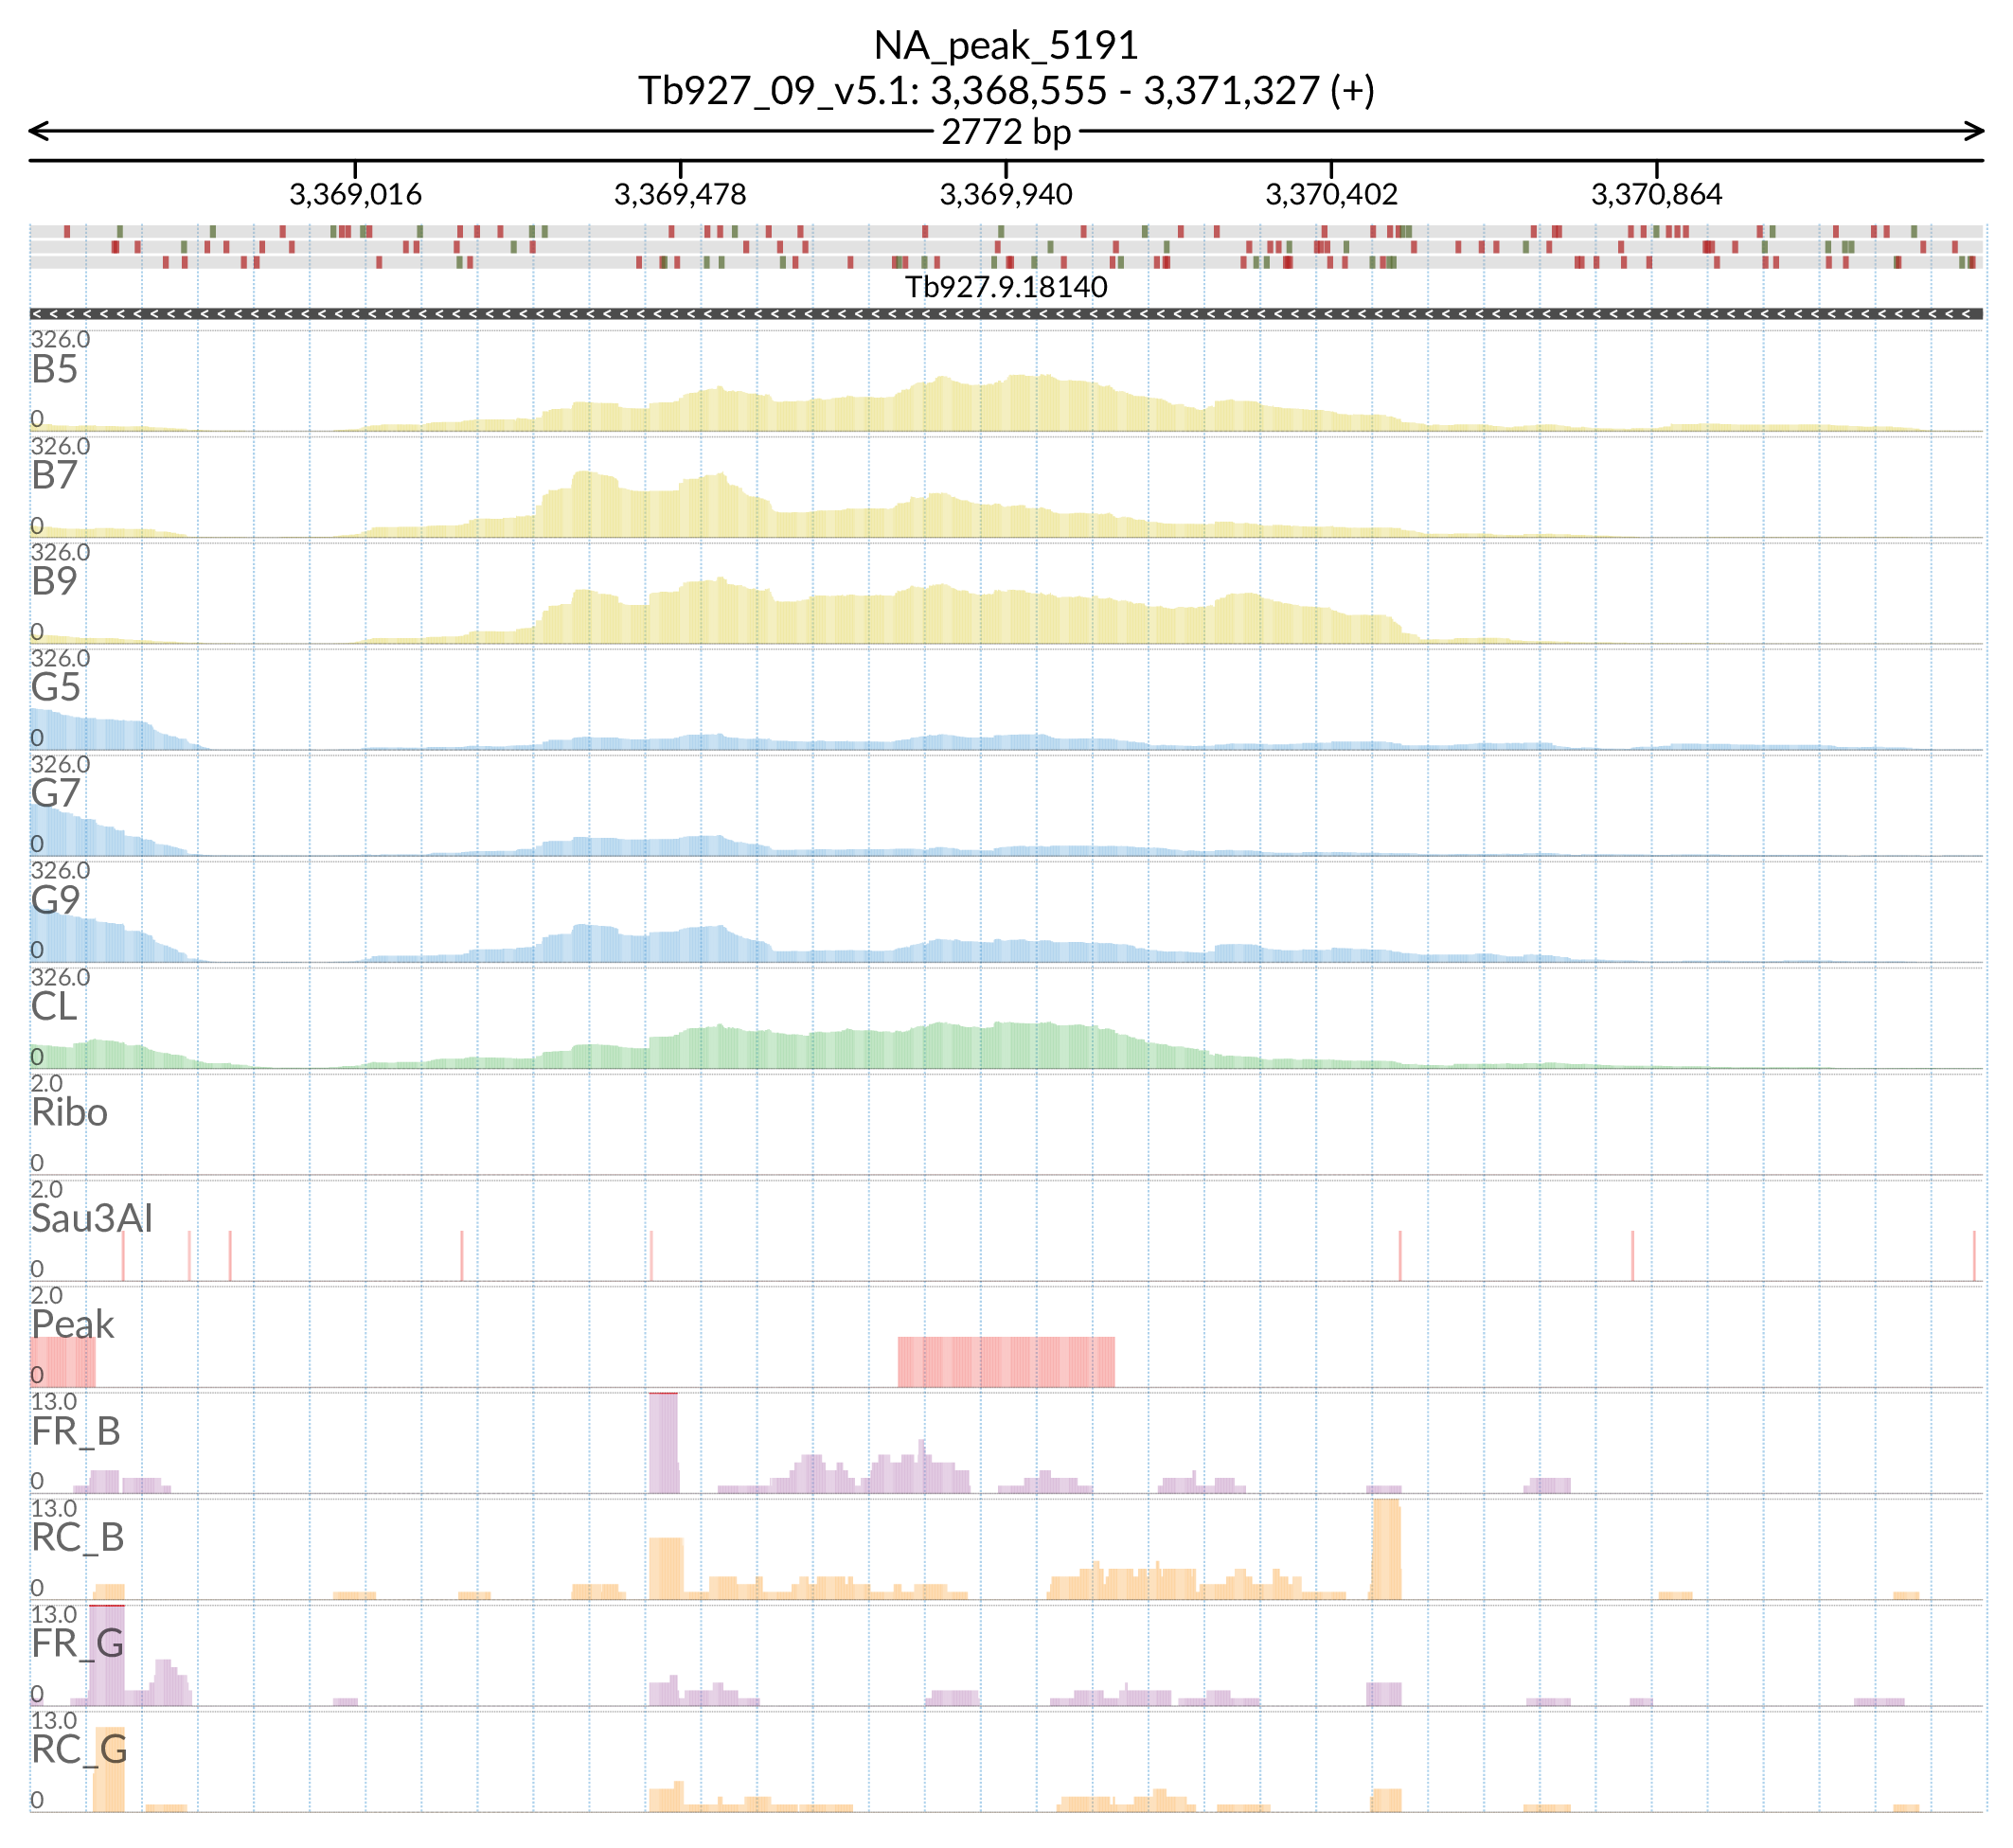 NA_peak_5191
Tb927_09_v5.1: 3,368,555 - 3,371,327 (+)
2772 bp
3,369,016 3,369,478 3,369,940 3,370,402 3,370,864
Tb927.9.18140
326.0
B5
0
326.0
B7
0
326.0
B9
0
326.0
G5
0
326.0
G7
0
326.0
G9
0
326.0
CL
0
2.0
Ribo
0
2.0
Sau3AI
0
2.0
Peak
0
13.0
FR_B
0
13.0
RC_B
0
13.0
FR_G
0
13.0
RC_G
0